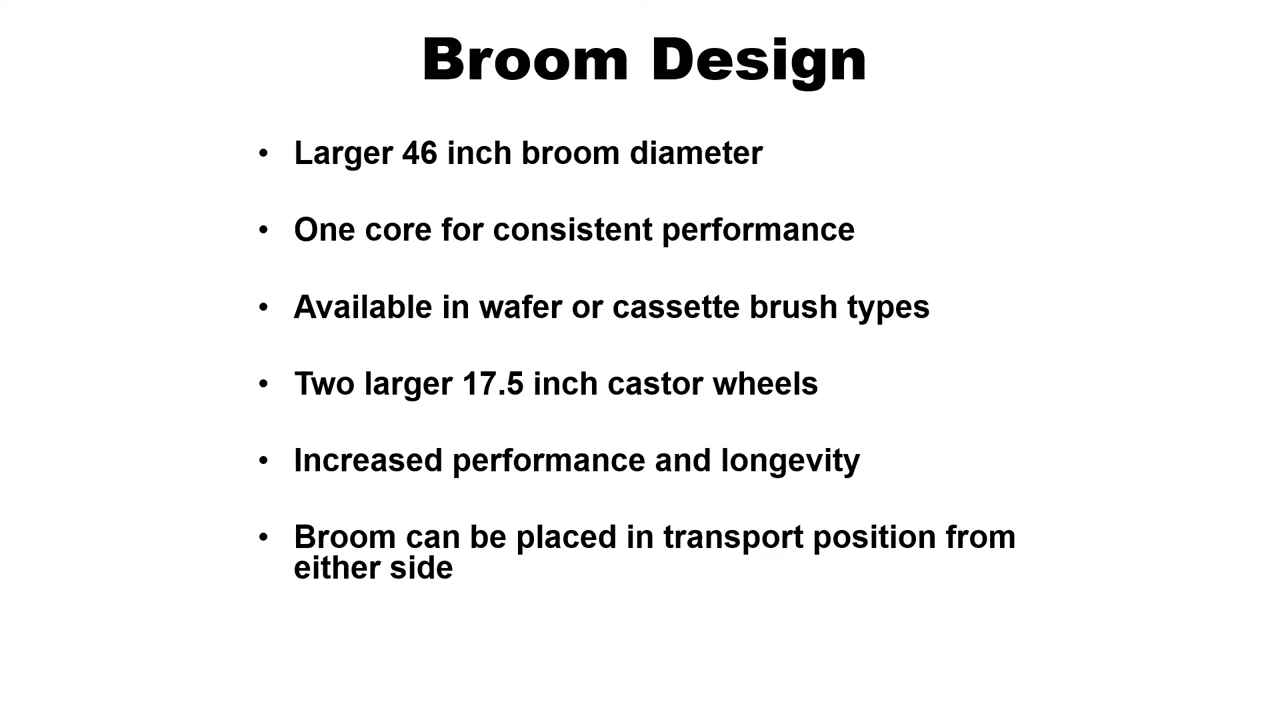 Broom Design
• Larger 46 inch broom diameter
• One core for consistent performance
• Available in wafer or cassette brush types
• Two larger 17.5 inch castor wheels
• Increased performance and longevity
• Broom can be placed in transport position from
either side